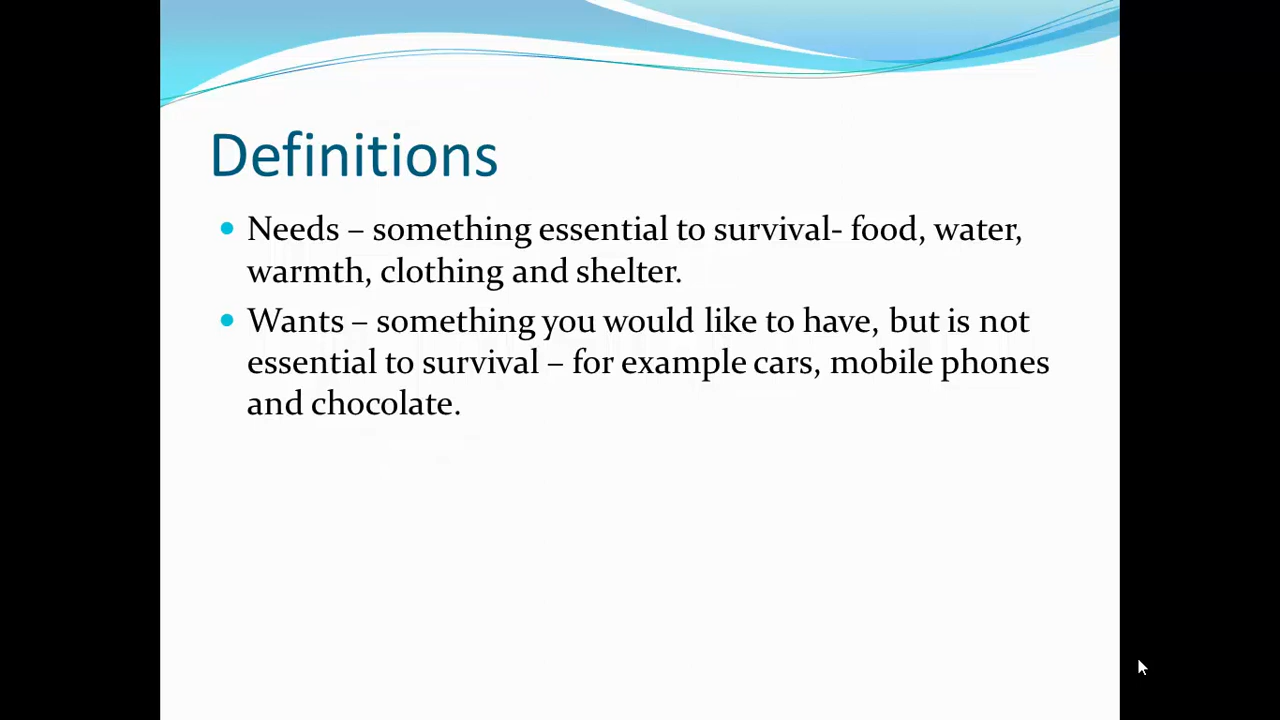 Definitions
Needs – something essential to survival- food, water,
warmth, clothing and shelter.
Wants – something you would like to have, but is not
essential to survival – for example cars, mobile phones
and chocolate.